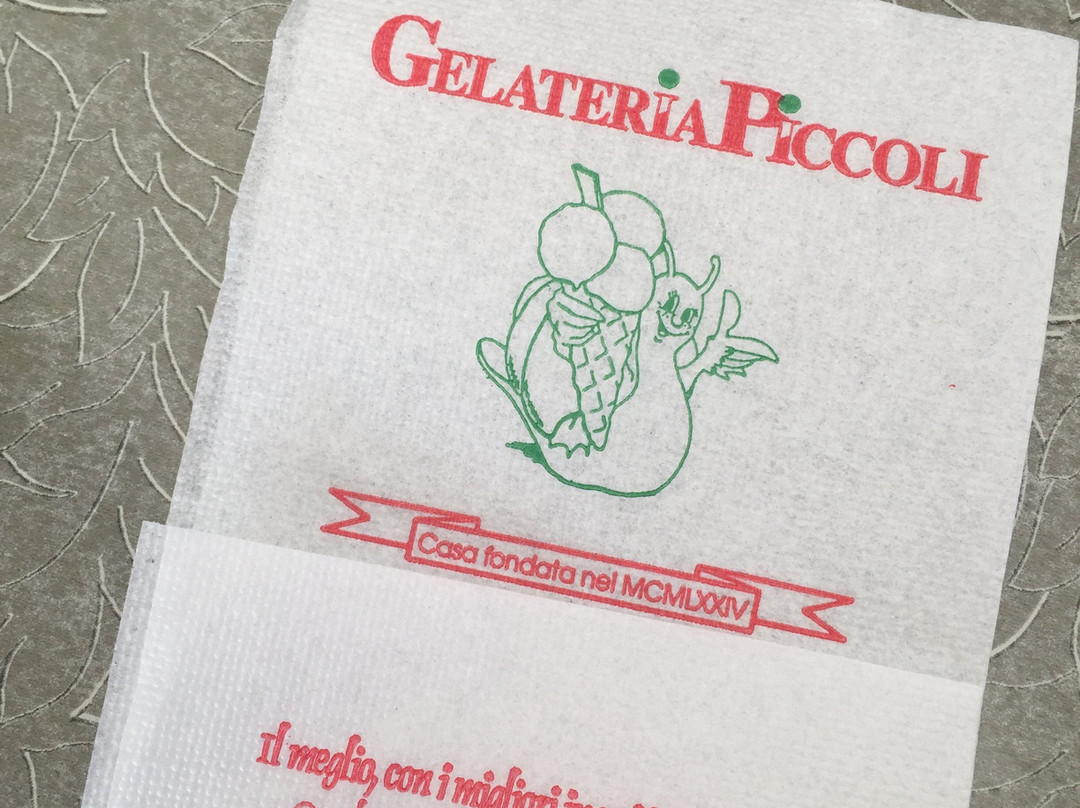 GELATERIA PICCOLI
Casa fondata nel MCMLXXIV
Il meglio, con i migliori